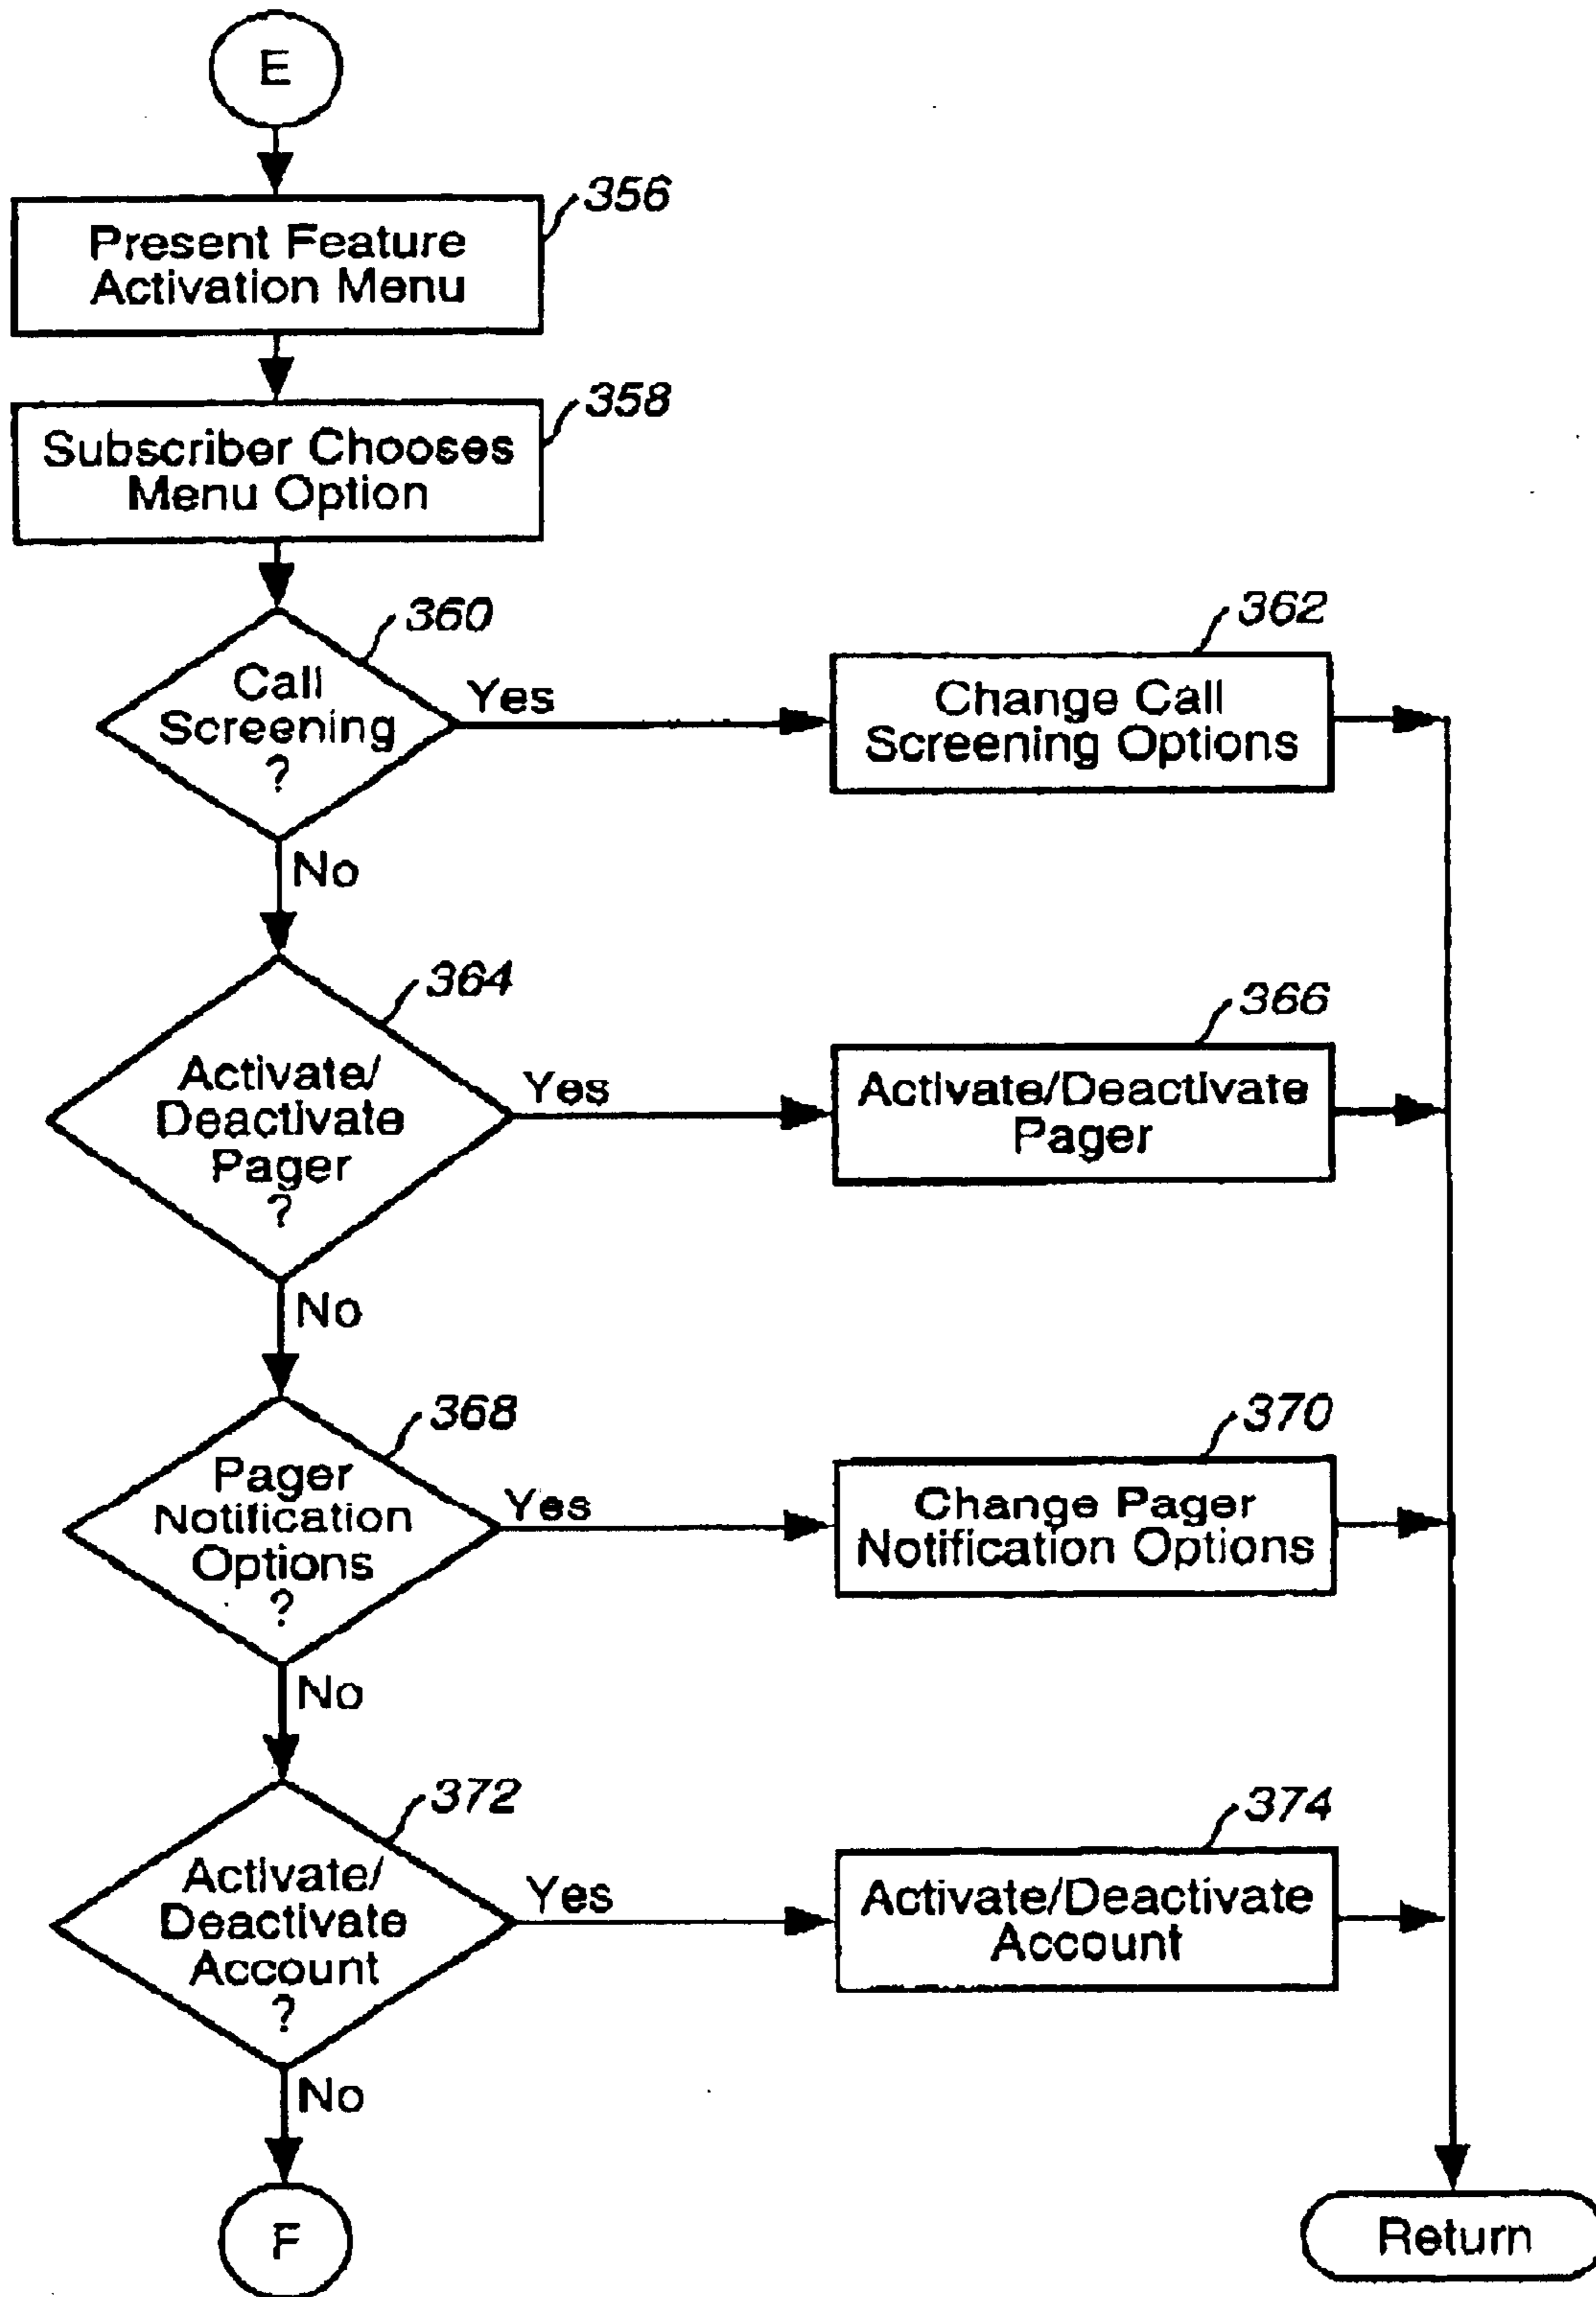 E
356
Present Feature
Activation Menu
358
Subscriber Chooses
Menu Option
360
Call
Screening
?
Yes
362
Change Call
Screening Options
No
364
Activate/
Deactivate
Pager
?
Yes
366
Activate/Deactivate
Pager
No
368
Pager
Notification
Options
?
Yes
370
Change Pager
Notification Options
No
372
Activate/
Deactivate
Account
?
Yes
374
Activate/Deactivate
Account
No
F
Return